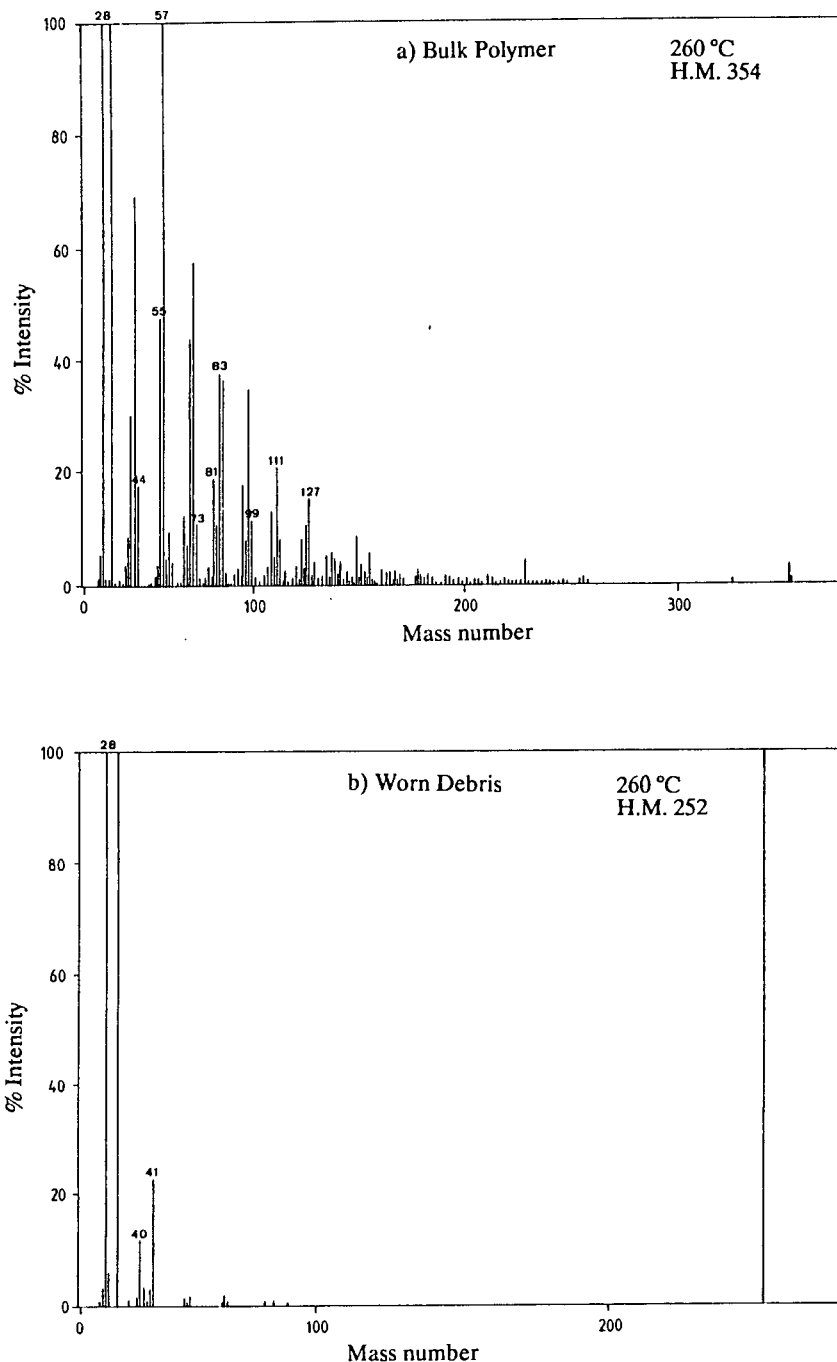 28 57
100
a) Bulk Polymer
260 °C
H.M. 354
80
60
55
40
83
44
20
81
111
73
99
127
0
0 100 200 300
% Intensity
Mass number
28
100
b) Worn Debris
260 °C
H.M. 252
80
60
40
41
20
40
0
0 100 200
% Intensity
Mass number